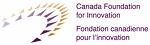 Canada Foundation
for Innovation
Fondation canadienne
pour l'innovation